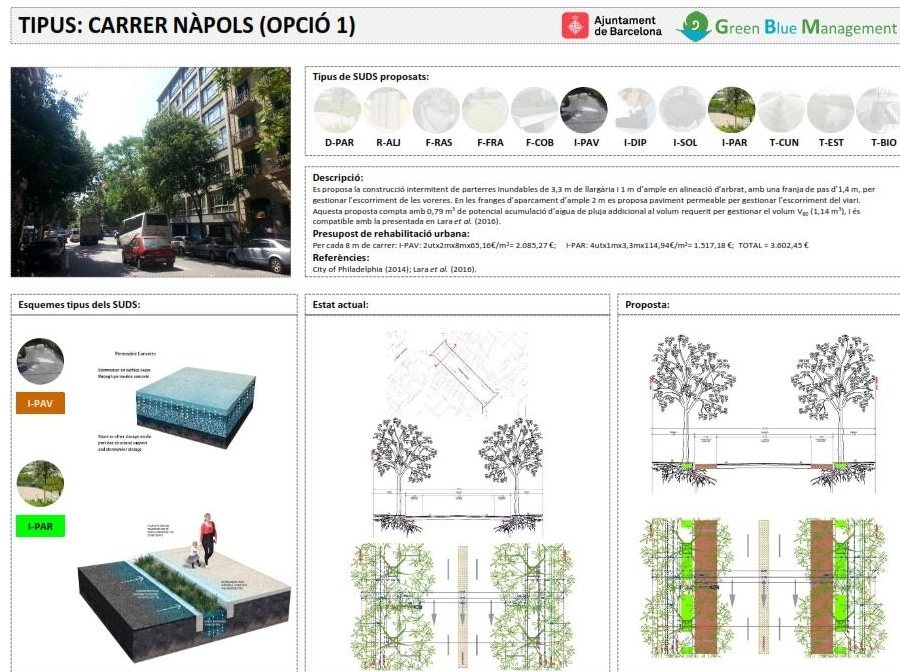 TIPUS: CARRER NÀPOLS (OPCIÓ 1)
Ajuntament
de Barcelona
Green Blue Management
Tipus de SUDS proposats:
D-PAR R-ALJ F-RAS F-FRA F-COB I-PAV I-DIP I-SOL I-PAR T-CUN T-EST T-BIO
Descripció:
Es proposa la construcció intermitent de parterres inundables de 3,3 m de llargària i 1 m d'ample en alineació d'arbrat, amb una franja de pas d'1,4 m, per
gestionar l'escorriment de les voreres. En les franges d'aparcament d'ample 2 m es proposa paviment permeable per gestionar l'escorriment del viari.
Aquesta proposta compta amb 0,79 m³ de potencial acumulació d'aigua de pluja addicional al volum requerit per gestionar el volum V₈₀ (1,14 m³), i és
compatible amb la presentada en Lara et al. (2016).
Presupost de rehabilitació urbana:
Per cada 8 m de carrer: I-PAV: 2utx2mx8mx65,16€/m²= 2.085,27 €; I-PAR: 4utx1mx3,3mx114,94€/m²= 1.517,18 €; TOTAL = 3.602,45 €
Referències:
City of Philadelphia (2014); Lara et al. (2016).
Esquemes tipus dels SUDS:
Estat actual:
Proposta:
Permeable Concrete
through permeable concrete
I-PAV
and stormwater storage
I-PAR